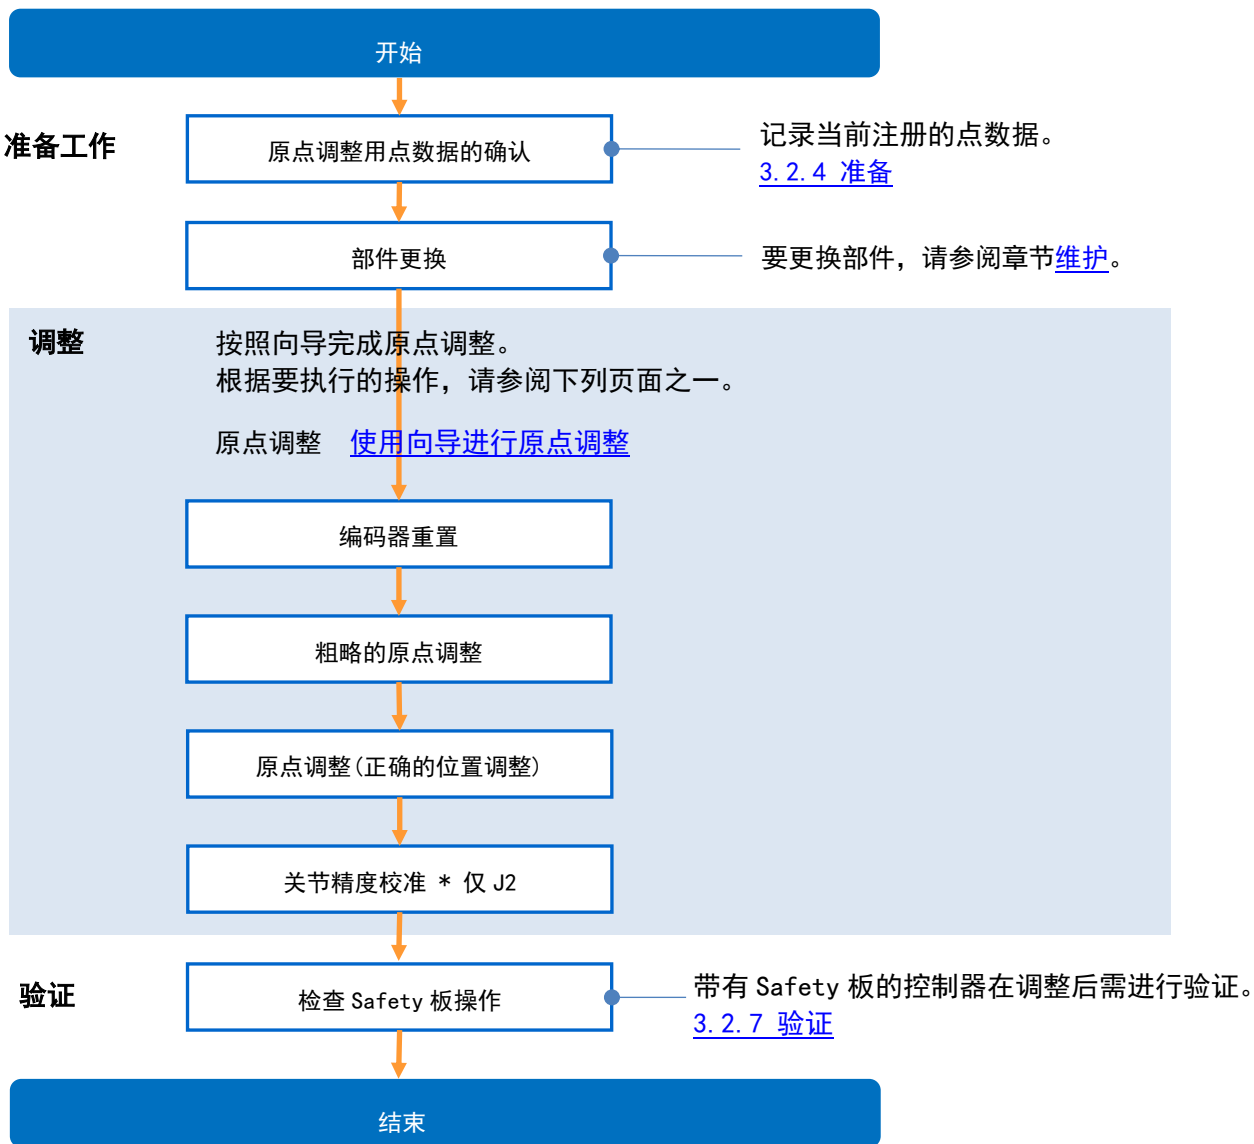 开始
准备工作
原点调整用点数据的确认
记录当前注册的点数据。
3.2.4 准备
部件更换
要更换部件，请参阅章节维护。
调整
按照向导完成原点调整。
根据要执行的操作，请参阅下列页面之一。
原点调整 使用向导进行原点调整
编码器重置
粗略的原点调整
原点调整(正确的位置调整)
关节精度校准 * 仅 J2
验证
检查 Safety 板操作
带有 Safety 板的控制器在调整后需进行验证。
3.2.7 验证
结束